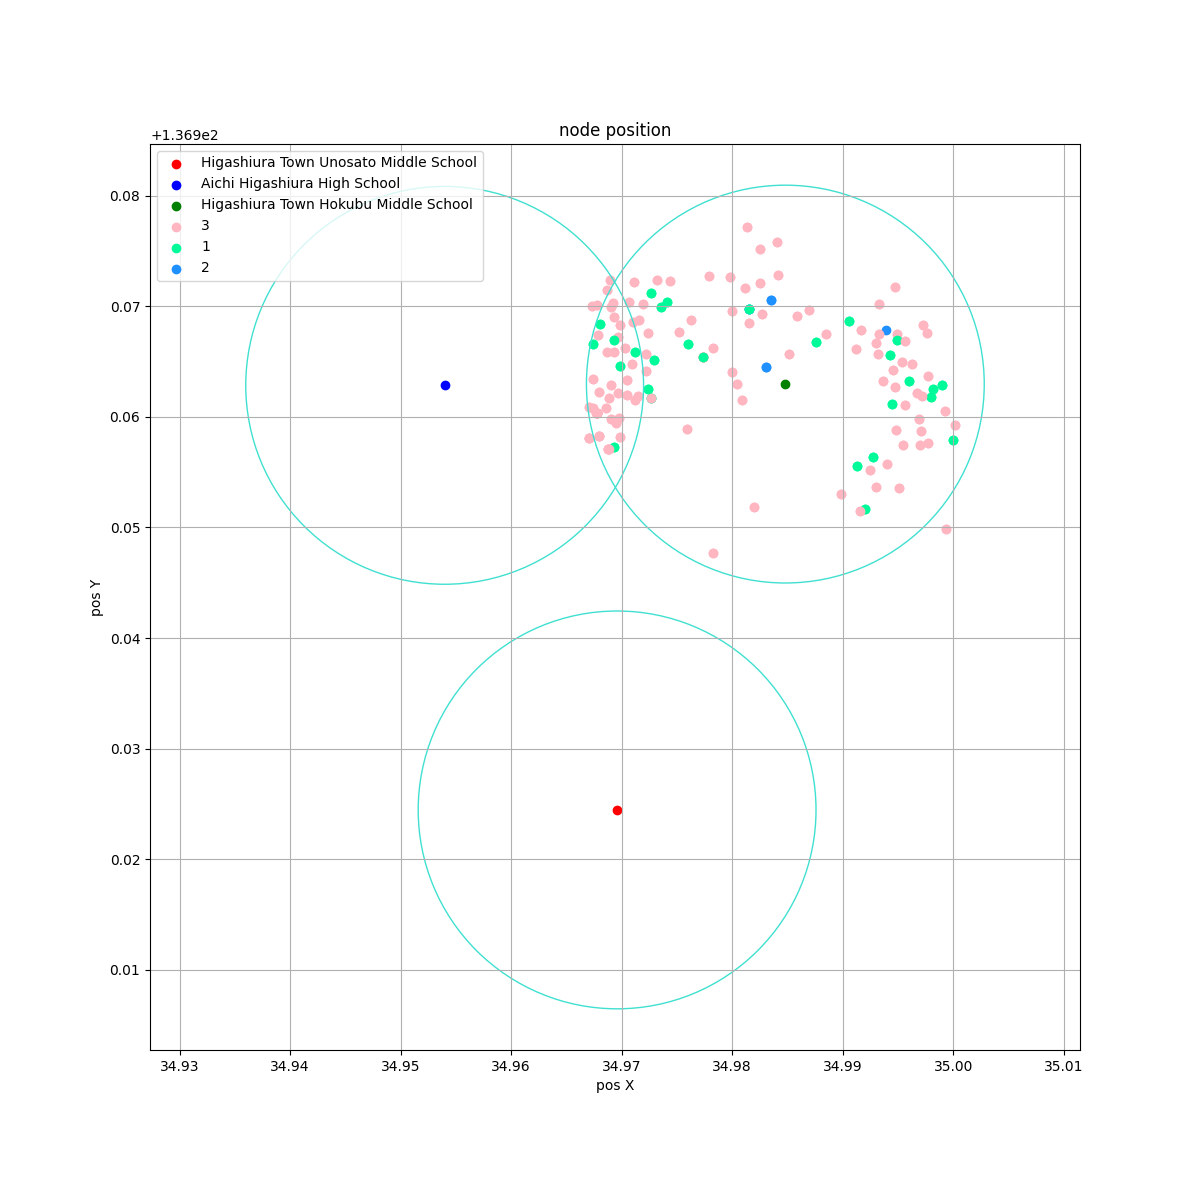 node position
+1.369e2
Higashiura Town Unosato Middle School
Aichi Higashiura High School
Higashiura Town Hokubu Middle School
3
1
2
0.08
0.07
0.06
0.05
0.04
0.03
0.02
0.01
pos Y
34.93 34.94 34.95 34.96 34.97 34.98 34.99 35.00 35.01
pos X